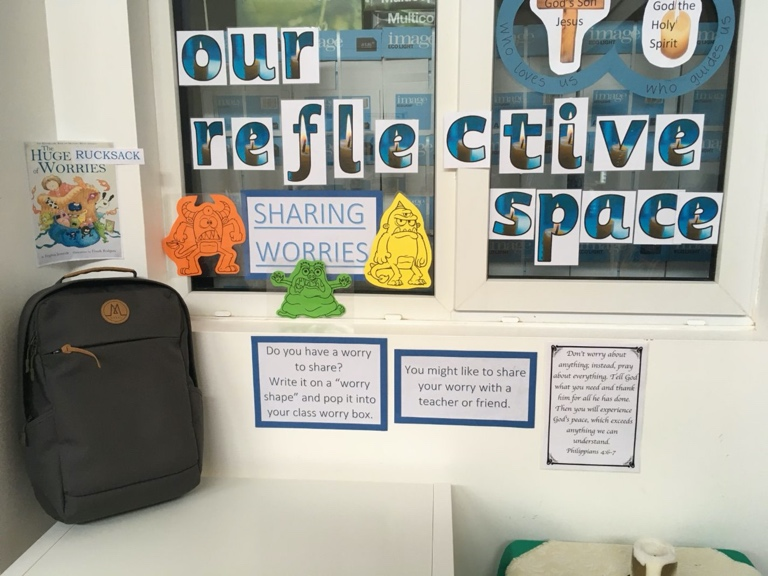 our
reflective
space
God's Son
Jesus
who loves us
God the
Holy
Spirit
who guides us
Multicopy
image
THE
HUGE RUCKSACK
of WORRIES
SHARING
WORRIES
Do you have a worry
to share?
Write it on a "worry
shape" and pop it into
your class worry box.
You might like to share
your worry with a
teacher or friend.
Don't worry about
anything; instead, pray
about everything. Tell God
what you need and thank
him for all he has done.
Then you will experience
God's peace, which exceeds
anything we can
understand.
Philippians 4:6-7